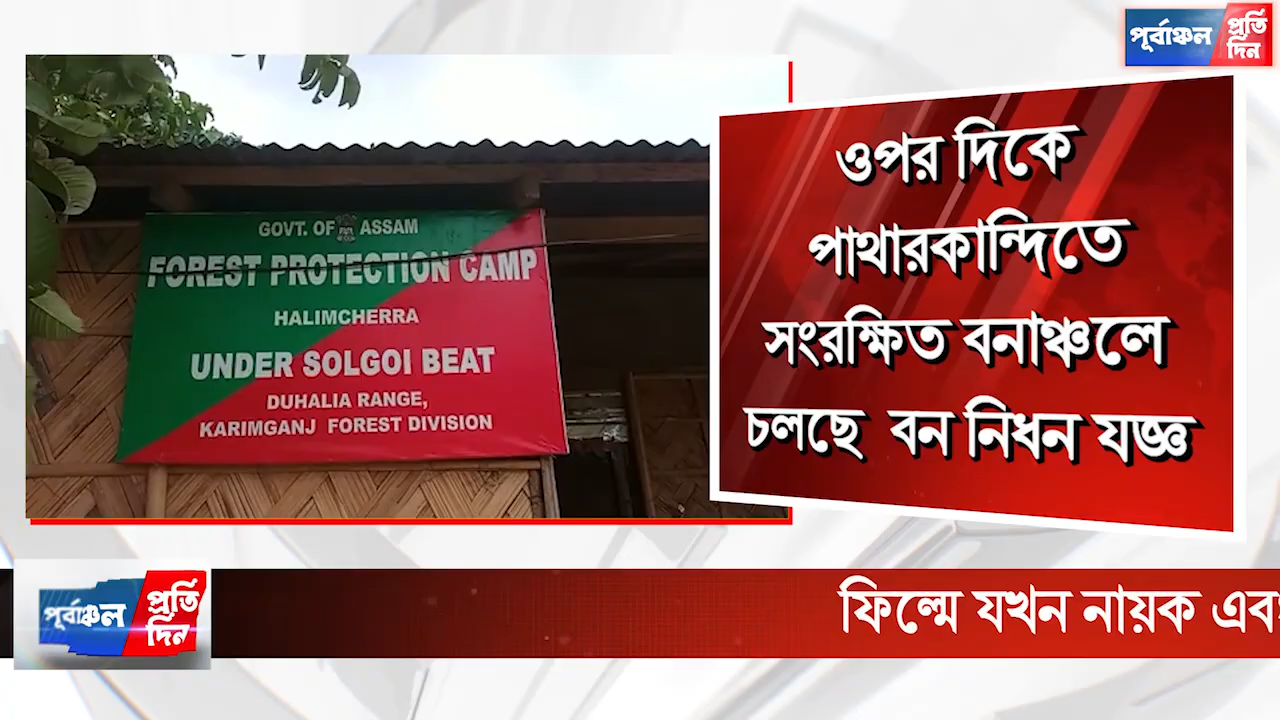 পূর্বাঞ্চল প্রতি দিন
GOVT. OF ASSAM
FOREST PROTECTION CAMP
HALIMCHERRA
UNDER SOLGOI BEAT
DUHALIA RANGE,
KARIMGANJ FOREST DIVISION
ওপর দিকে
পাথারকান্দিতে
সংরক্ষিত বনাঞ্চলে
চলছে বন নিধন যজ্ঞ
পূর্বাঞ্চল প্রতি দিন
ফিল্মে যখন নায়ক